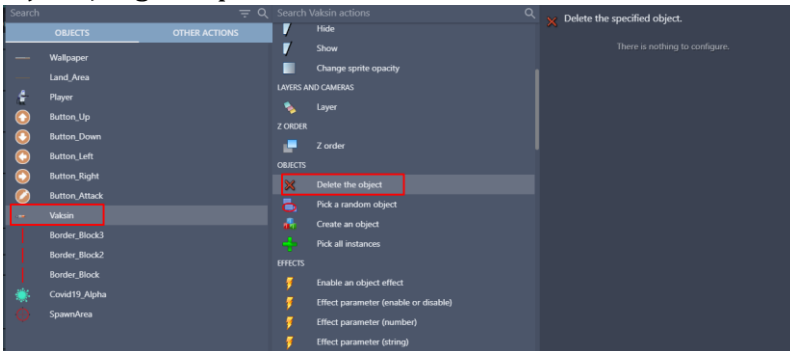 Search
OBJECTS
OTHER ACTIONS
Wallpaper
Land_Area
Player
Button_Up
Button_Down
Button_Left
Button_Right
Button_Attack
Vaksin
Border_Block3
Border_Block2
Border_Block
Covid19_Alpha
SpawnArea
Search Vaksin actions
Hide
Show
Change sprite opacity
LAYERS AND CAMERAS
Layer
Z ORDER
Z order
OBJECTS
Delete the object
Pick a random object
Create an object
Pick all instances
EFFECTS
Enable an object effect
Effect parameter (enable or disable)
Effect parameter (number)
Effect parameter (string)
Delete the specified object.
There is nothing to configure.